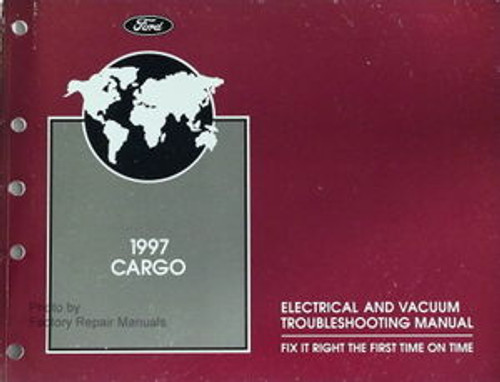 Ford
1997
CARGO
Photo by
Factory Repair Manuals
ELECTRICAL AND VACUUM
TROUBLESHOOTING MANUAL
FIX IT RIGHT THE FIRST TIME ON TIME